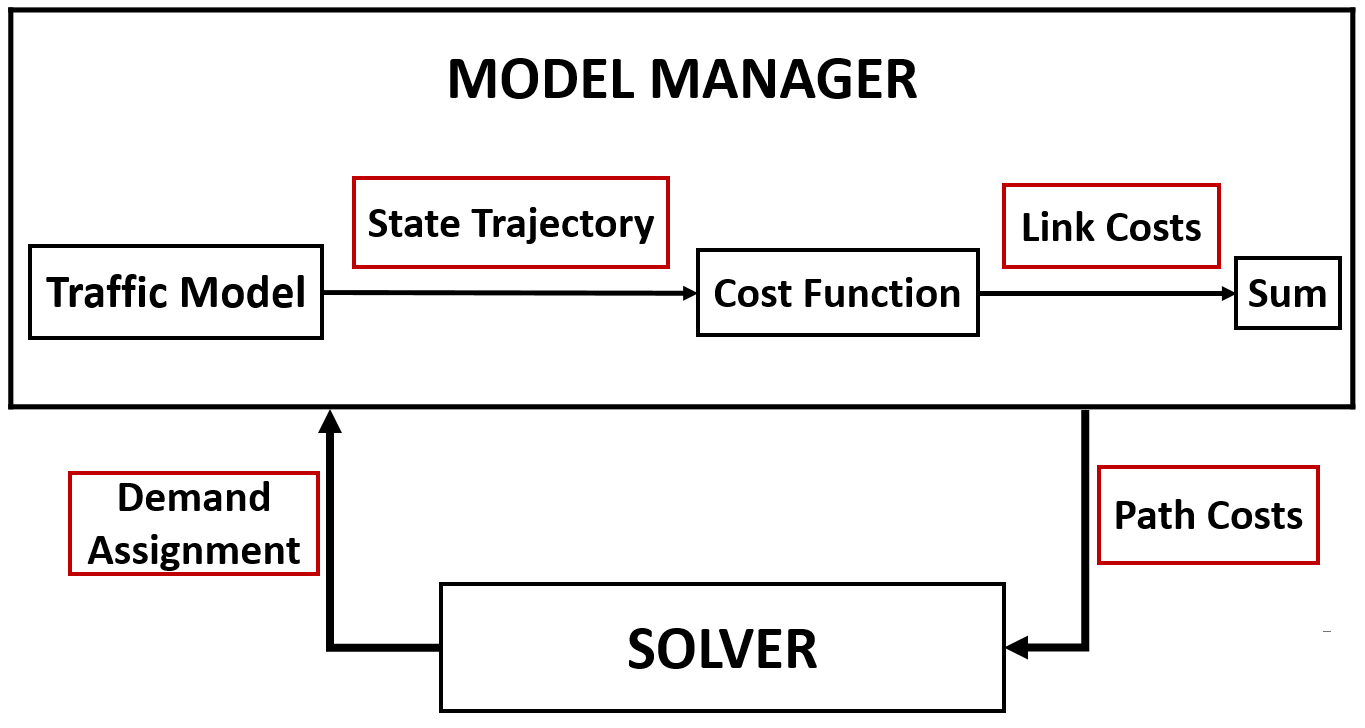 MODEL MANAGER
State Trajectory
Link Costs
Traffic Model
Cost Function
Sum
Demand
Assignment
Path Costs
SOLVER